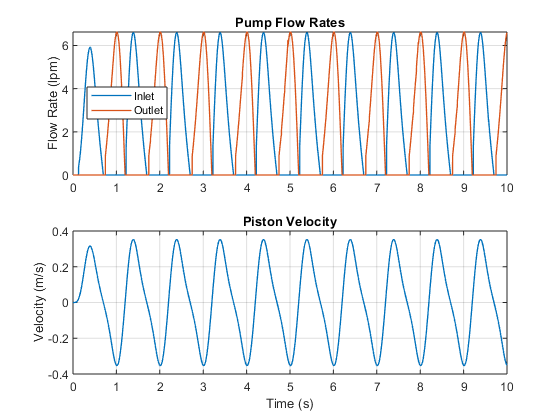 Pump Flow Rates
Flow Rate (lpm)
6
4
2
0
Inlet
Outlet
0 1 2 3 4 5 6 7 8 9 10
Piston Velocity
Velocity (m/s)
0.4
0.2
0
-0.2
-0.4
0 1 2 3 4 5 6 7 8 9 10
Time (s)